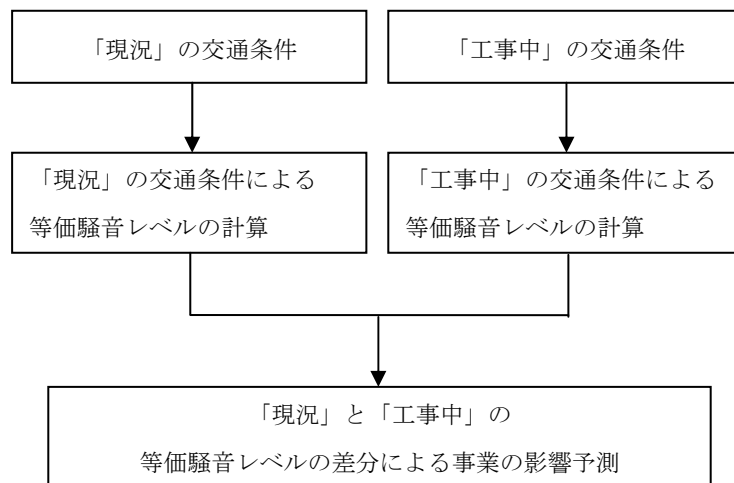 「現況」の交通条件
「工事中」の交通条件
「現況」の交通条件による
等価騒音レベルの計算
「工事中」の交通条件による
等価騒音レベルの計算
「現況」と「工事中」の
等価騒音レベルの差分による事業の影響予測